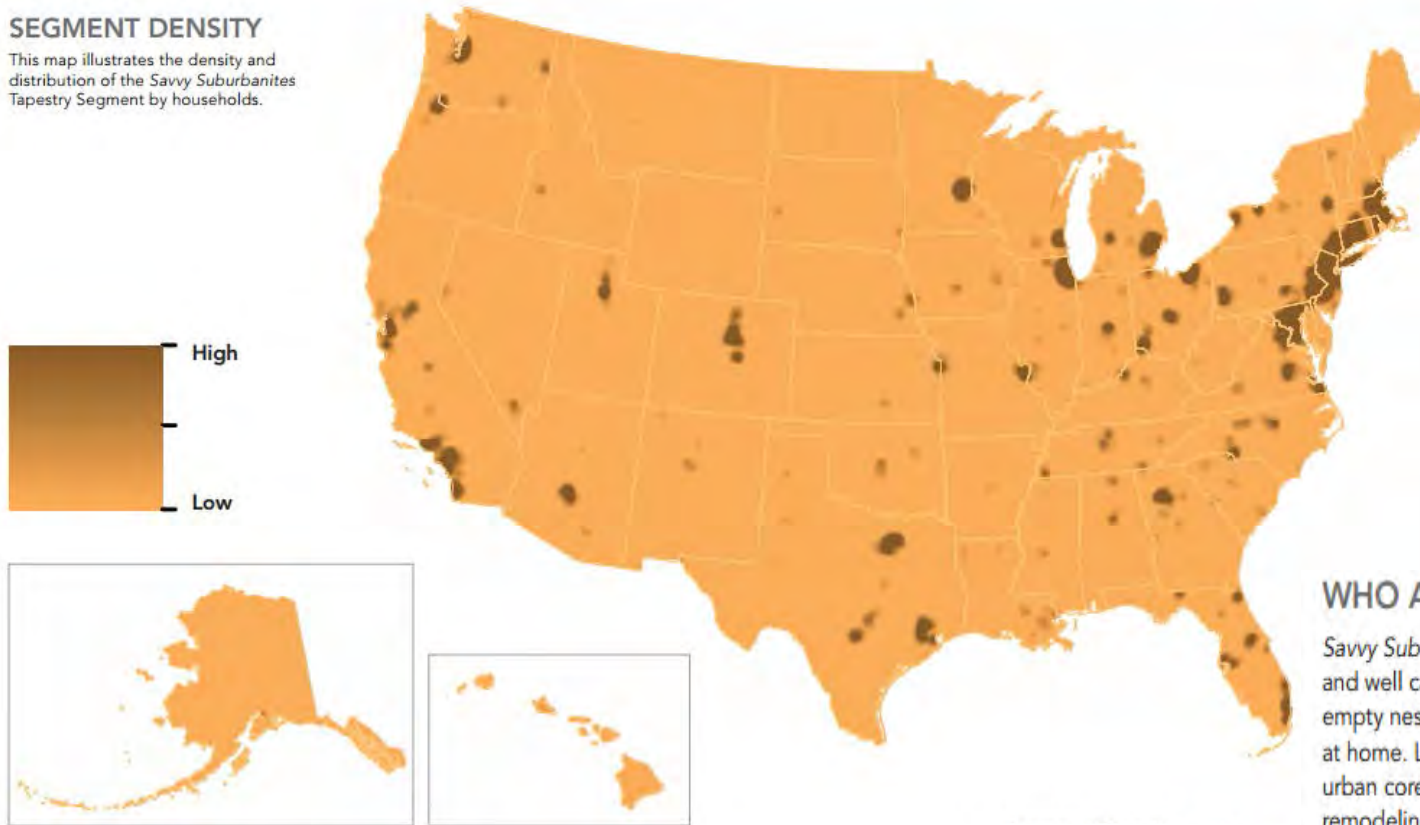 SEGMENT DENSITY
This map illustrates the density and
distribution of the Savvy Suburbanites
Tapestry Segment by households.
High
Low
WHO A
Savvy Sub
and well c
empty nes
at home. L
urban core
remodelin